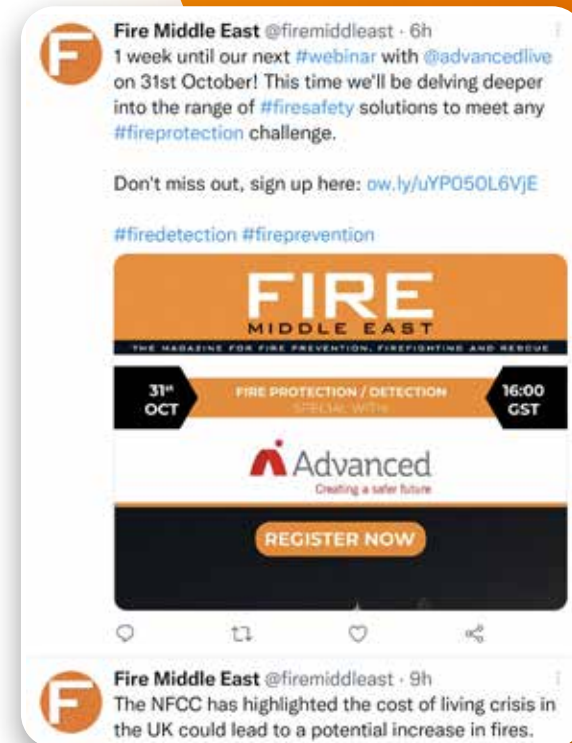 Fire Middle East @firemiddleeast · 6h
1 week until our next #webinar with @advancedlive
on 31st October! This time we'll be delving deeper
into the range of #firesafety solutions to meet any
#fireprotection challenge.
Don't miss out, sign up here: ow.ly/uYP050L6VjE
#firedetection #fireprevention
FIRE
MIDDLE EAST
THE MAGAZINE FOR FIRE PREVENTION, FIREFIGHTING AND RESCUE
31st
OCT
FIRE PROTECTION / DETECTION
SPECIAL WITH
16:00
GST
Advanced
Creating a safer future
REGISTER NOW
Fire Middle East @firemiddleeast · 9h
The NFCC has highlighted the cost of living crisis in
the UK could lead to a potential increase in fires.